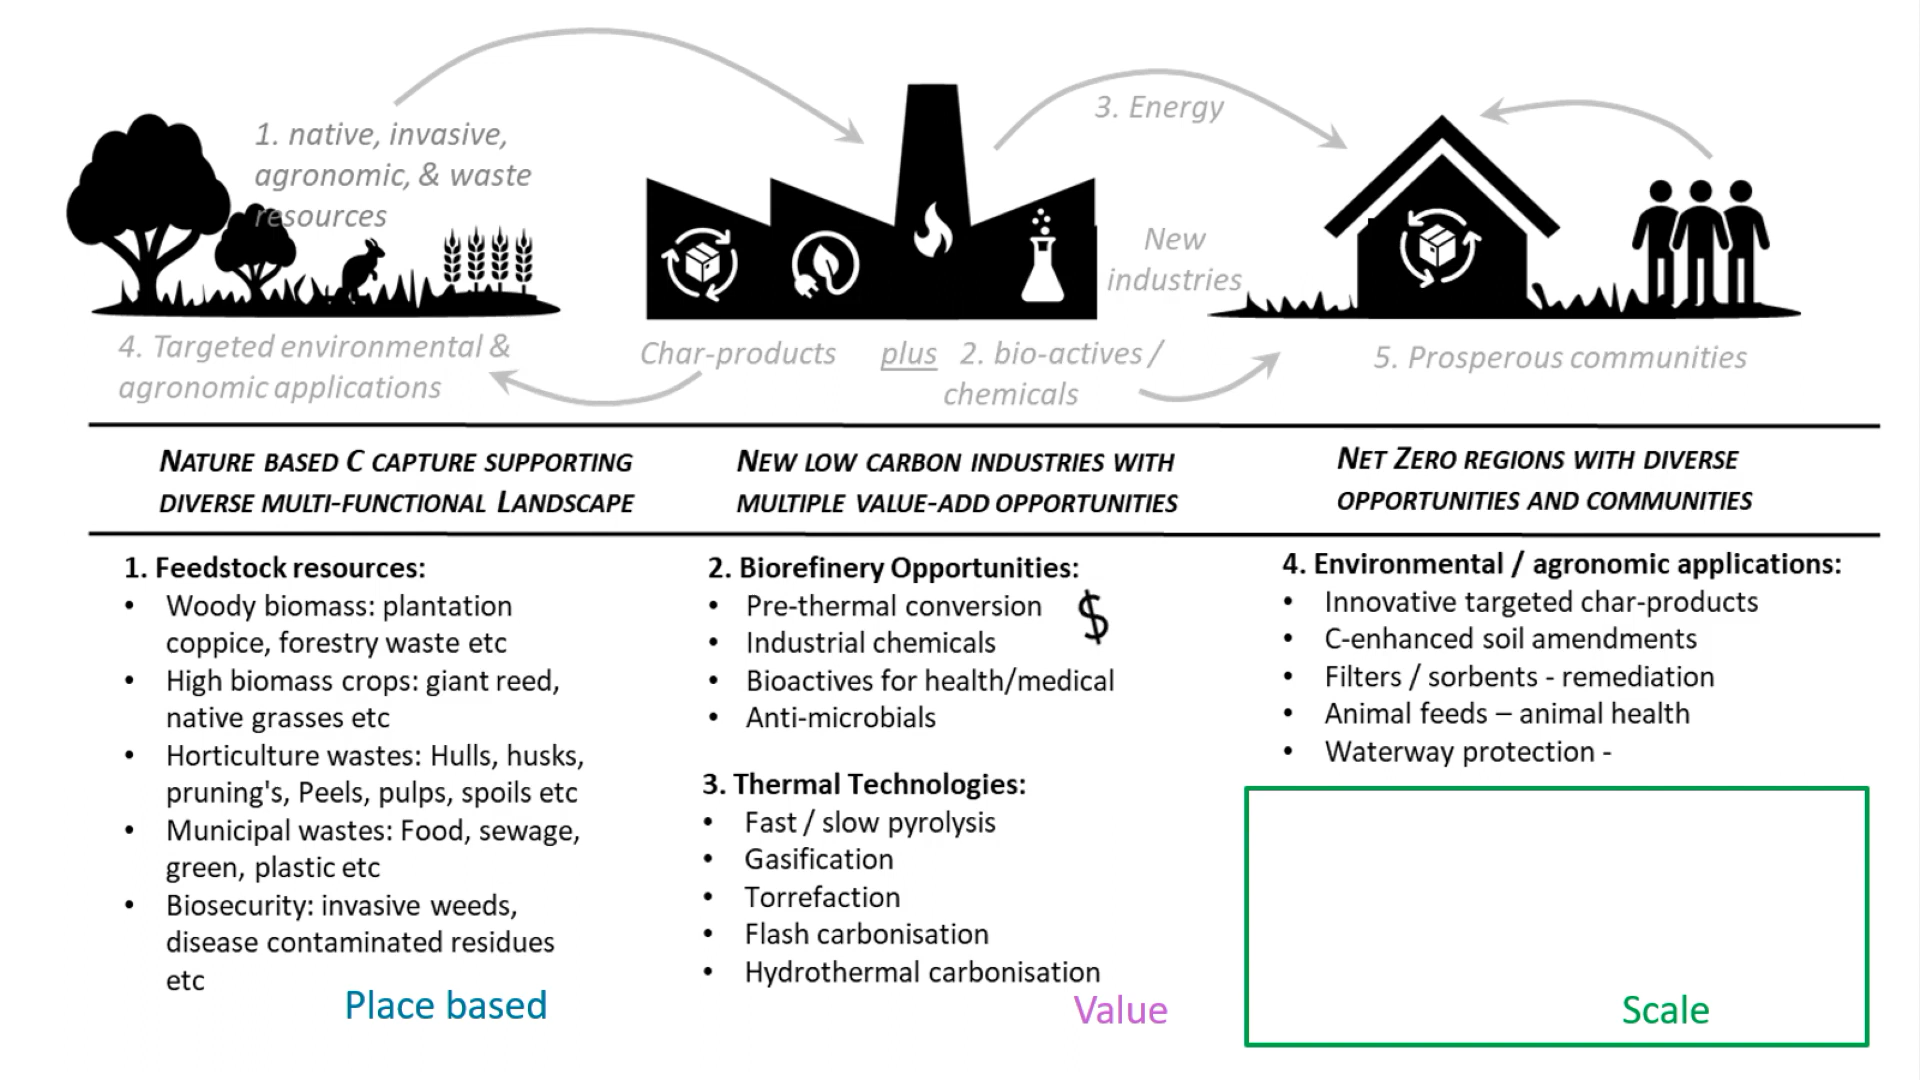 1. native, invasive,
agronomic, & waste
resources
3. Energy
New
industries
4. Targeted environmental &
agronomic applications
Char-products plus 2. bio-actives /
chemicals
5. Prosperous communities
NATURE BASED C CAPTURE SUPPORTING
DIVERSE MULTI-FUNCTIONAL LANDSCAPE
NEW LOW CARBON INDUSTRIES WITH
MULTIPLE VALUE-ADD OPPORTUNITIES
NET ZERO REGIONS WITH DIVERSE
OPPORTUNITIES AND COMMUNITIES
1. Feedstock resources:
• Woody biomass: plantation
coppice, forestry waste etc
• High biomass crops: giant reed,
native grasses etc
• Horticulture wastes: Hulls, husks,
pruning's, Peels, pulps, spoils etc
• Municipal wastes: Food, sewage,
green, plastic etc
• Biosecurity: invasive weeds,
disease contaminated residues
etc
Place based
2. Biorefinery Opportunities:
• Pre-thermal conversion
$
• Industrial chemicals
• Bioactives for health/medical
• Anti-microbials
3. Thermal Technologies:
• Fast / slow pyrolysis
• Gasification
• Torrefaction
• Flash carbonisation
• Hydrothermal carbonisation
Value
4. Environmental / agronomic applications:
• Innovative targeted char-products
• C-enhanced soil amendments
• Filters / sorbents - remediation
• Animal feeds – animal health
• Waterway protection -
Scale